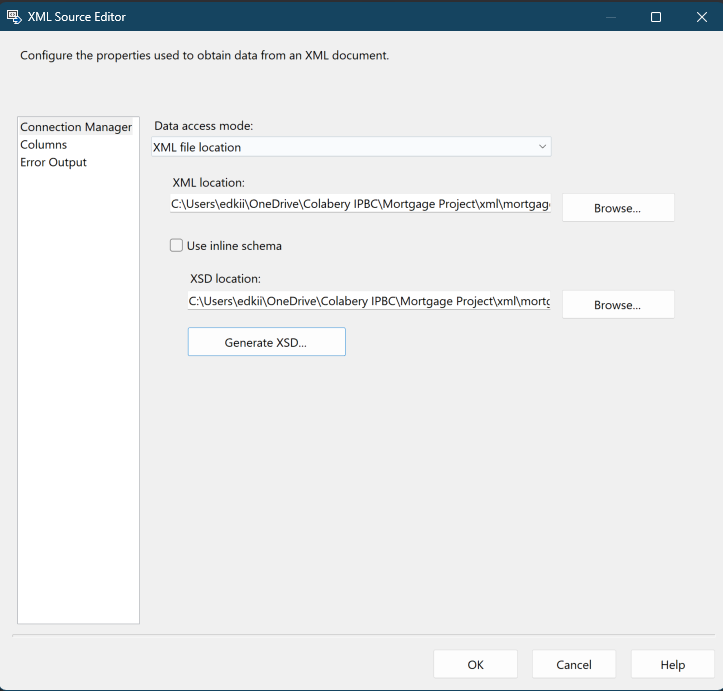 XML Source Editor
Configure the properties used to obtain data from an XML document.
Connection Manager
Columns
Error Output
Data access mode:
XML file location
XML location:
C:\Users\edkii\OneDrive\Colabery IPBC\Mortgage Project\xml\mortgag
Browse...
Use inline schema
XSD location:
C:\Users\edkii\OneDrive\Colabery IPBC\Mortgage Project\xml\mortg
Browse...
Generate XSD...
OK
Cancel
Help